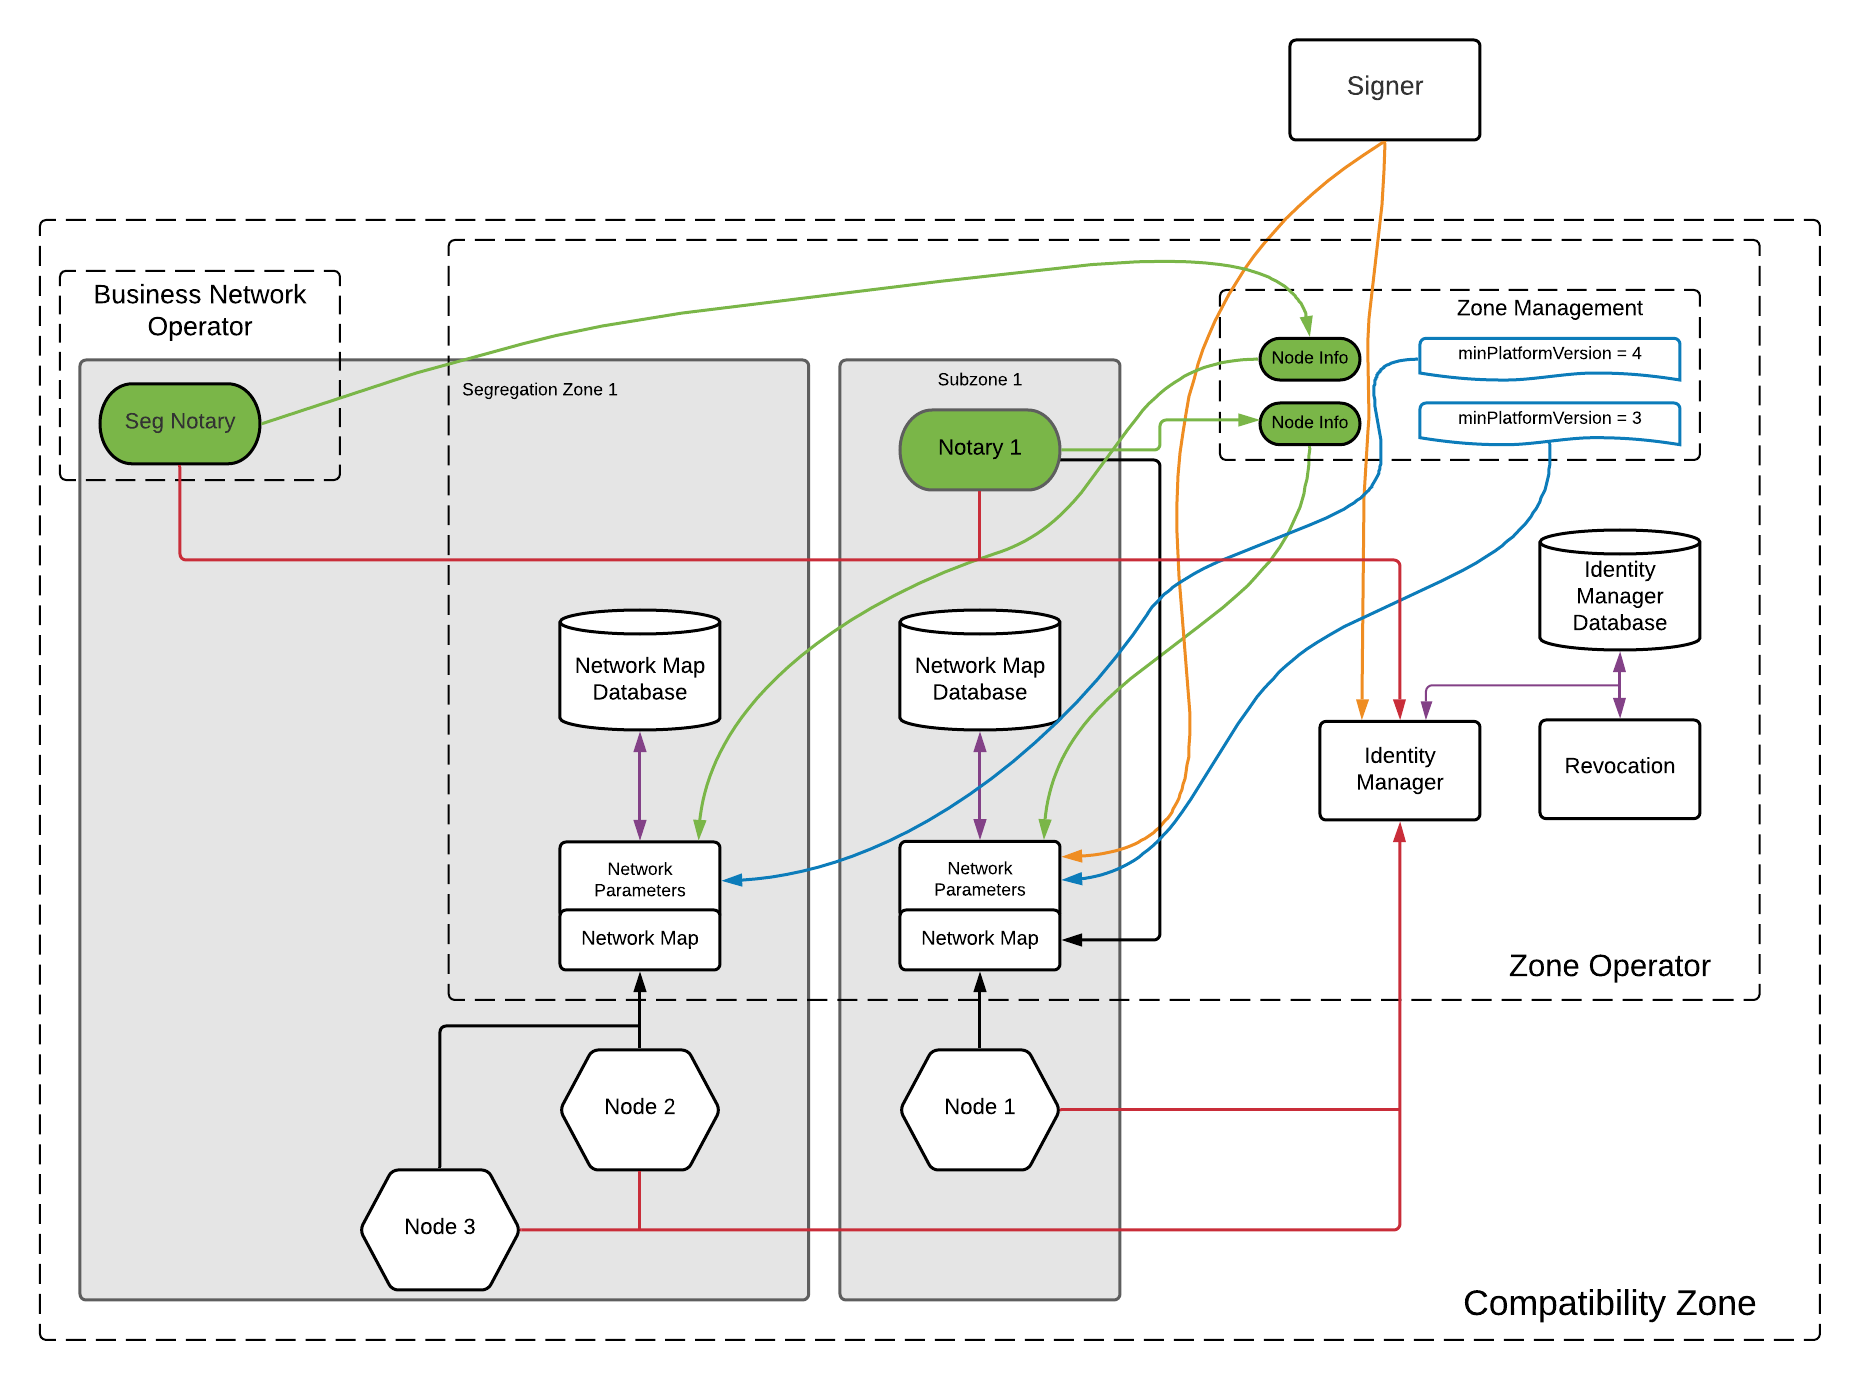 Signer
Business Network
Operator
Zone Management
Node Info
minPlatformVersion = 4
Segregation Zone 1
Subzone 1
Seg Notary
Notary 1
Node Info
minPlatformVersion = 3
Identity
Manager
Database
Network Map
Database
Network Map
Database
Identity
Manager
Revocation
Network
Parameters
Network Map
Network
Parameters
Network Map
Zone Operator
Node 2
Node 1
Node 3
Compatibility Zone